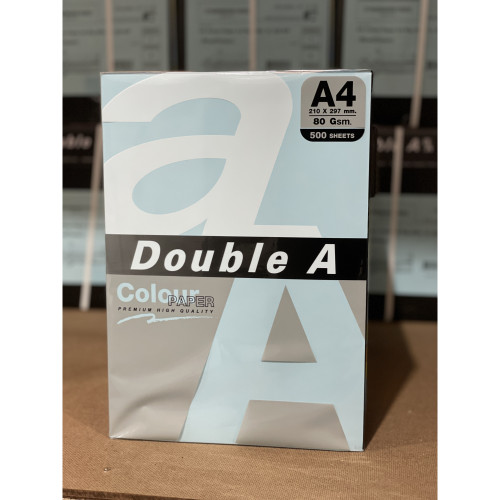 a
A4
210 X 297 mm.
80 Gsm.
500 SHEETS
Double A
Colour
PAPER
PREMIUM HIGH QUALITY
A